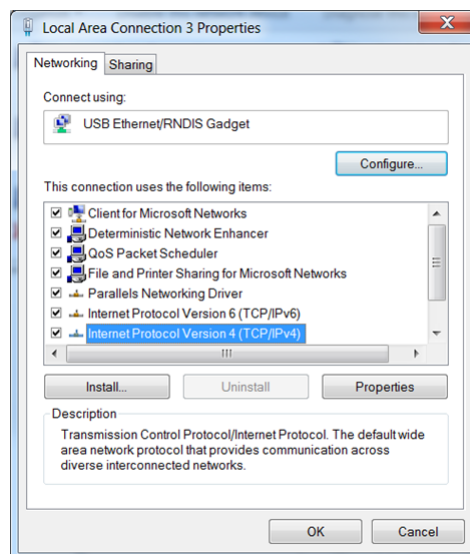 Local Area Connection 3 Properties
Networking
Sharing
Connect using:
USB Ethernet/RNDIS Gadget
Configure...
This connection uses the following items:
Client for Microsoft Networks
Deterministic Network Enhancer
QoS Packet Scheduler
File and Printer Sharing for Microsoft Networks
Parallels Networking Driver
Internet Protocol Version 6 (TCP/IPv6)
Internet Protocol Version 4 (TCP/IPv4)
Install...
Uninstall
Properties
Description
Transmission Control Protocol/Internet Protocol. The default wide
area network protocol that provides communication across
diverse interconnected networks.
OK
Cancel